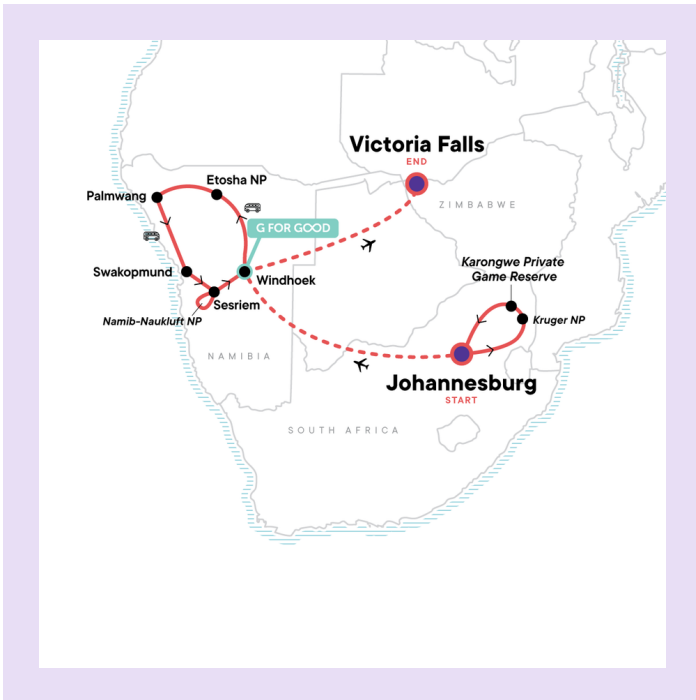 Victoria Falls
END
Etosha NP
Palmwang
ZIMBABWE
G FOR GOOD
Karongwe Private
Game Reserve
Swakopmund
Windhoek
Sesriem
Namib-Naukluft NP
Kruger NP
NAMIBIA
Johannesburg
START
SOUTH AFRICA